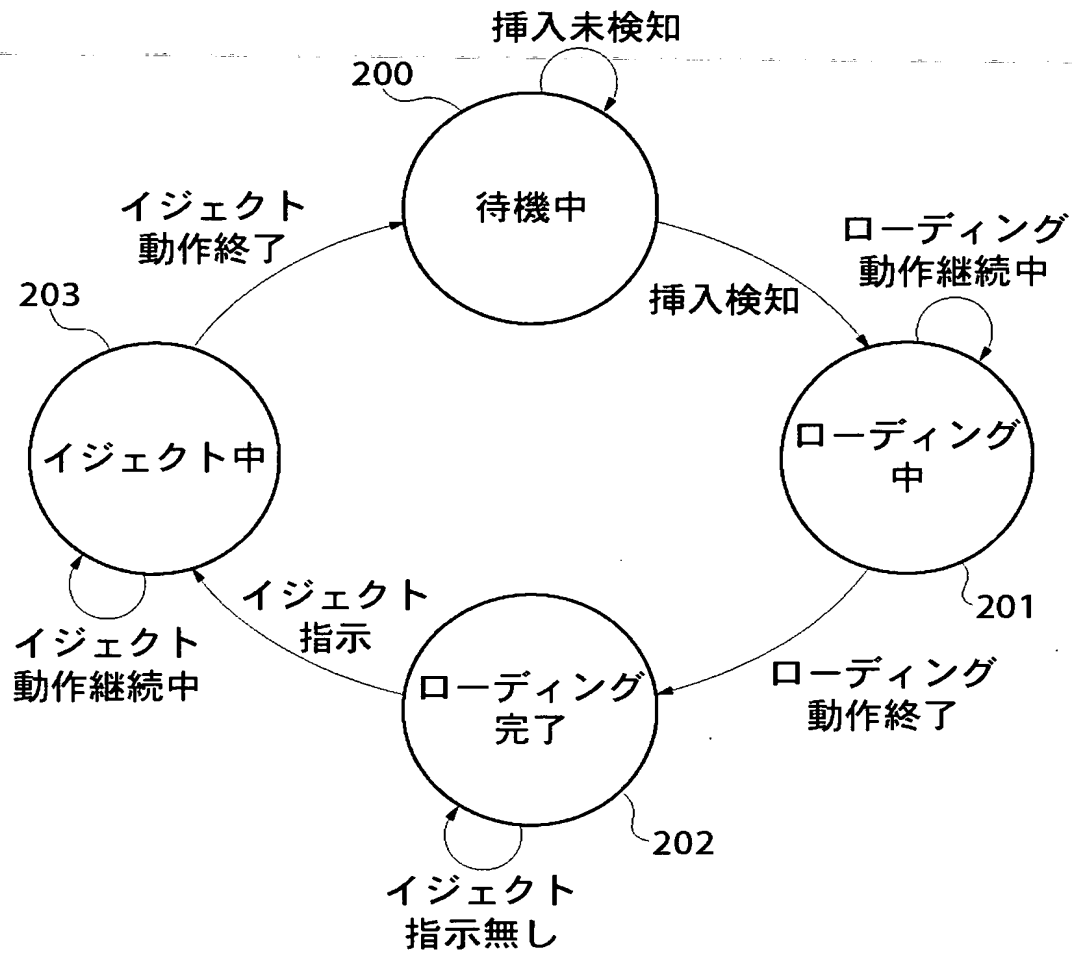 挿入未検知
200
待機中
イジェクト
動作終了
ローディング
動作継続中
挿入検知
203
イジェクト中
ローディング
中
201
イジェクト
指示
イジェクト
動作継続中
ローディング
完了
ローディング
動作終了
202
イジェクト
指示無し